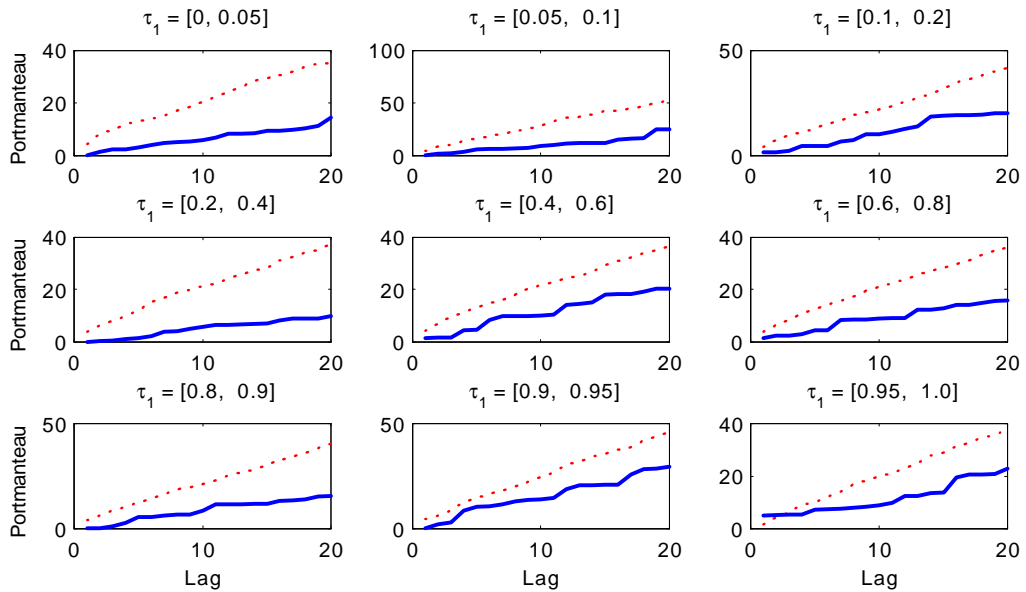 τ1 = [0, 0.05] τ1 = [0.05, 0.1] τ1 = [0.1, 0.2]
40 100 50
Portmanteau
20 50
0 0 0
0 10 20 0 10 20 0 10 20
τ1 = [0.2, 0.4] τ1 = [0.4, 0.6] τ1 = [0.6, 0.8]
40 40 40
Portmanteau
20 20 20
0 0 0
0 10 20 0 10 20 0 10 20
τ1 = [0.8, 0.9] τ1 = [0.9, 0.95] τ1 = [0.95, 1.0]
50 50 40
Portmanteau
20
0 0 0
0 10 20 0 10 20 0 10 20
Lag Lag Lag